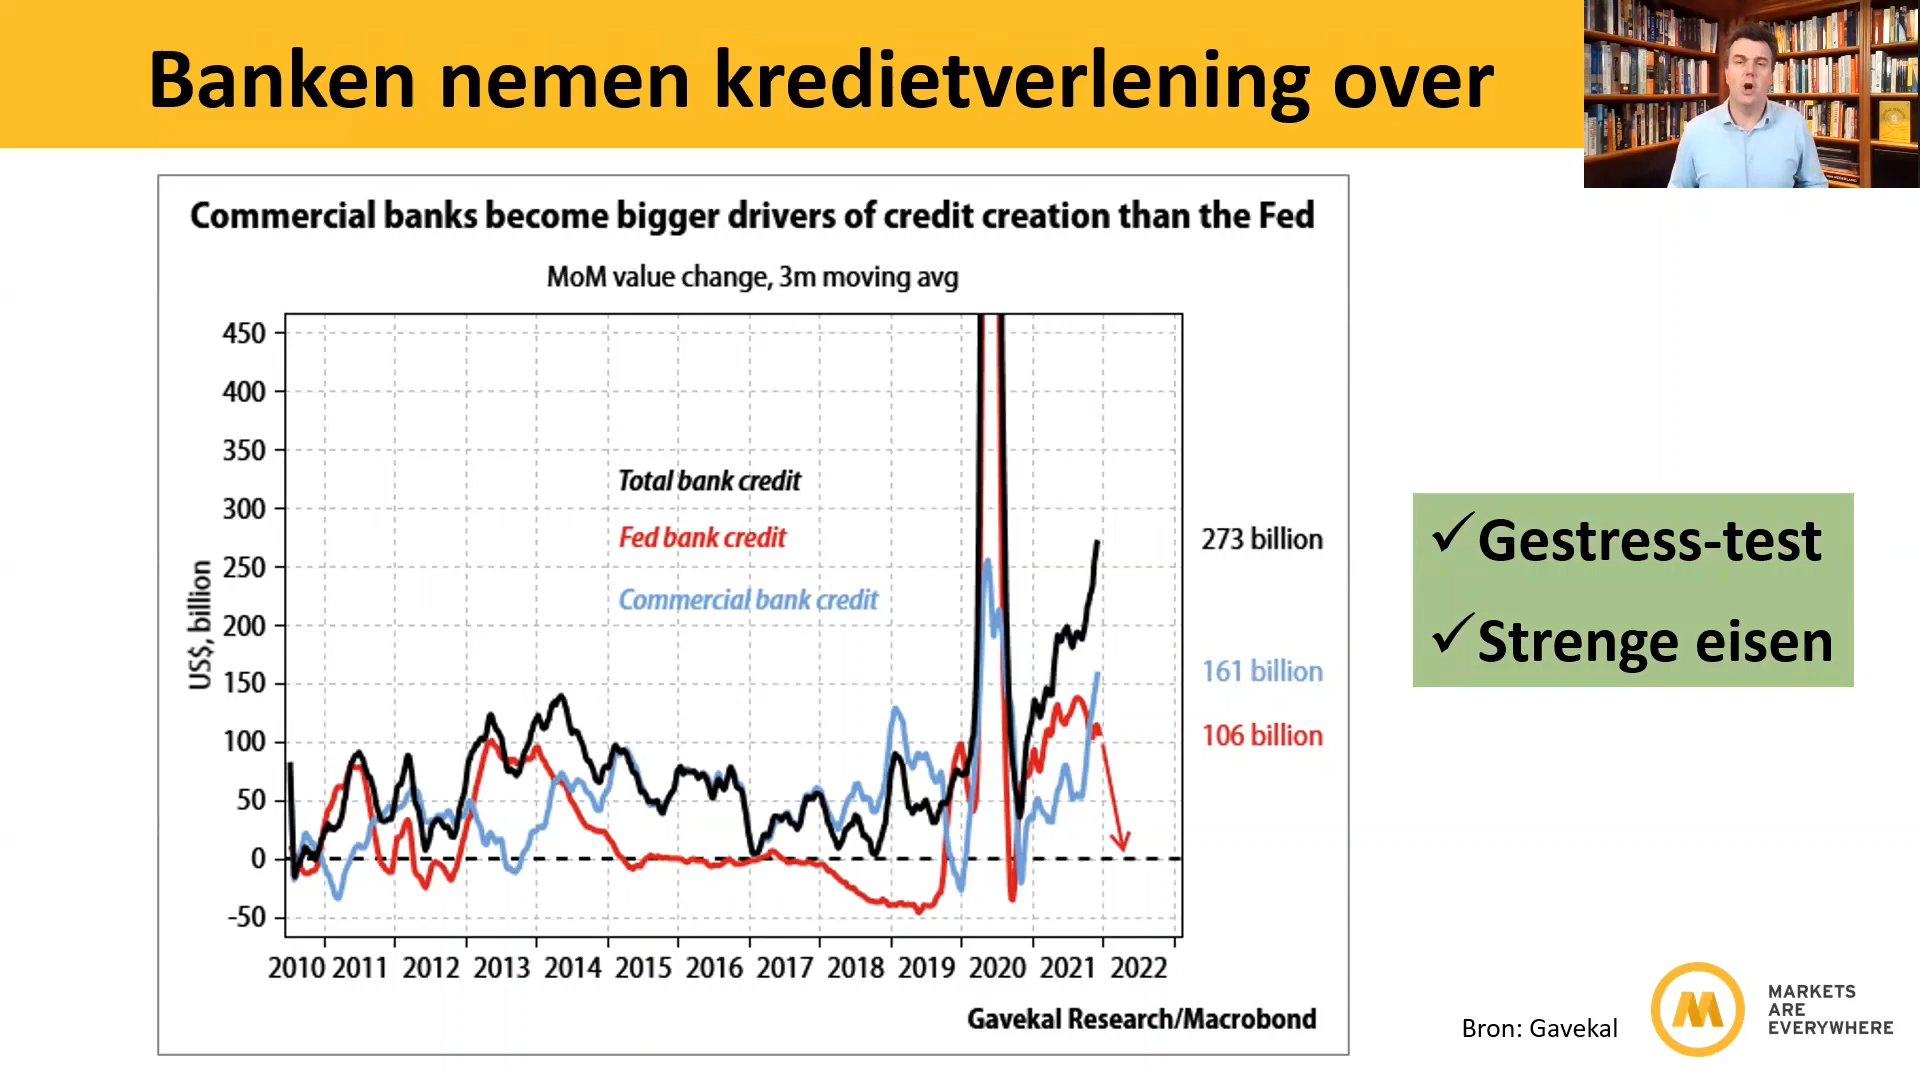 Banken nemen kredietverlening over
Commercial banks become bigger drivers of credit creation than the Fed
MoM value change, 3m moving avg
US$, billion
450
400
350
300
250
200
150
100
50
0
-50
Total bank credit
Fed bank credit
Commercial bank credit
273 billion
161 billion
106 billion
2010 2011 2012 2013 2014 2015 2016 2017 2018 2019 2020 2021 2022
Gavekal Research/Macrobond
✓Gestress-test
✓Strenge eisen
Bron: Gavekal
MARKETS
ARE
EVERYWHERE